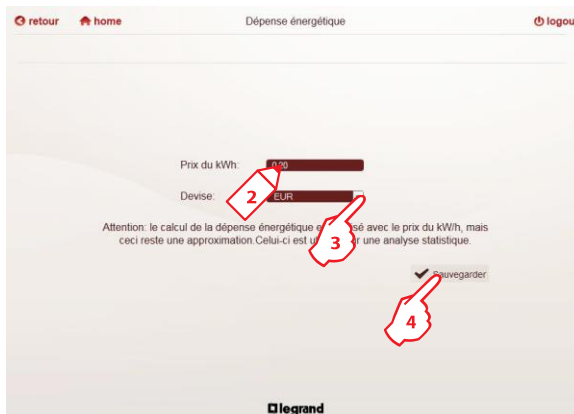 retour home Dépense énergétique logou
Prix du kWh: 0.20
2
Devise: EUR
Attention: le calcul de la dépense énergétique e sé avec le prix du kW/h, mais
3
ceci reste une approximation.Celui-ci est u r une analyse statistique.
Sauvegarder
4
legrand